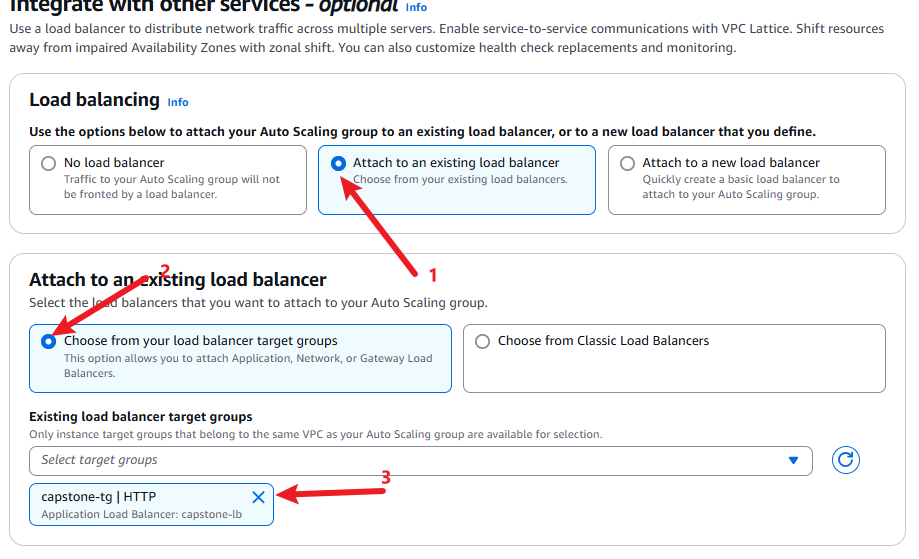 Integrate with other services - optional Info
Use a load balancer to distribute network traffic across multiple servers. Enable service-to-service communications with VPC Lattice. Shift resources
away from impaired Availability Zones with zonal shift. You can also customize health check replacements and monitoring.
Load balancing Info
Use the options below to attach your Auto Scaling group to an existing load balancer, or to a new load balancer that you define.
No load balancer
Traffic to your Auto Scaling group will not
be fronted by a load balancer.
Attach to an existing load balancer
Choose from your existing load balancers.
Attach to a new load balancer
Quickly create a basic load balancer to
attach to your Auto Scaling group.
1
2
Attach to an existing load balancer
Select the load balancers that you want to attach to your Auto Scaling group.
Choose from your load balancer target groups
This option allows you to attach Application, Network, or Gateway Load
Balancers.
Choose from Classic Load Balancers
Existing load balancer target groups
Only instance target groups that belong to the same VPC as your Auto Scaling group are available for selection.
Select target groups
3
capstone-tg | HTTP
Application Load Balancer: capstone-lb